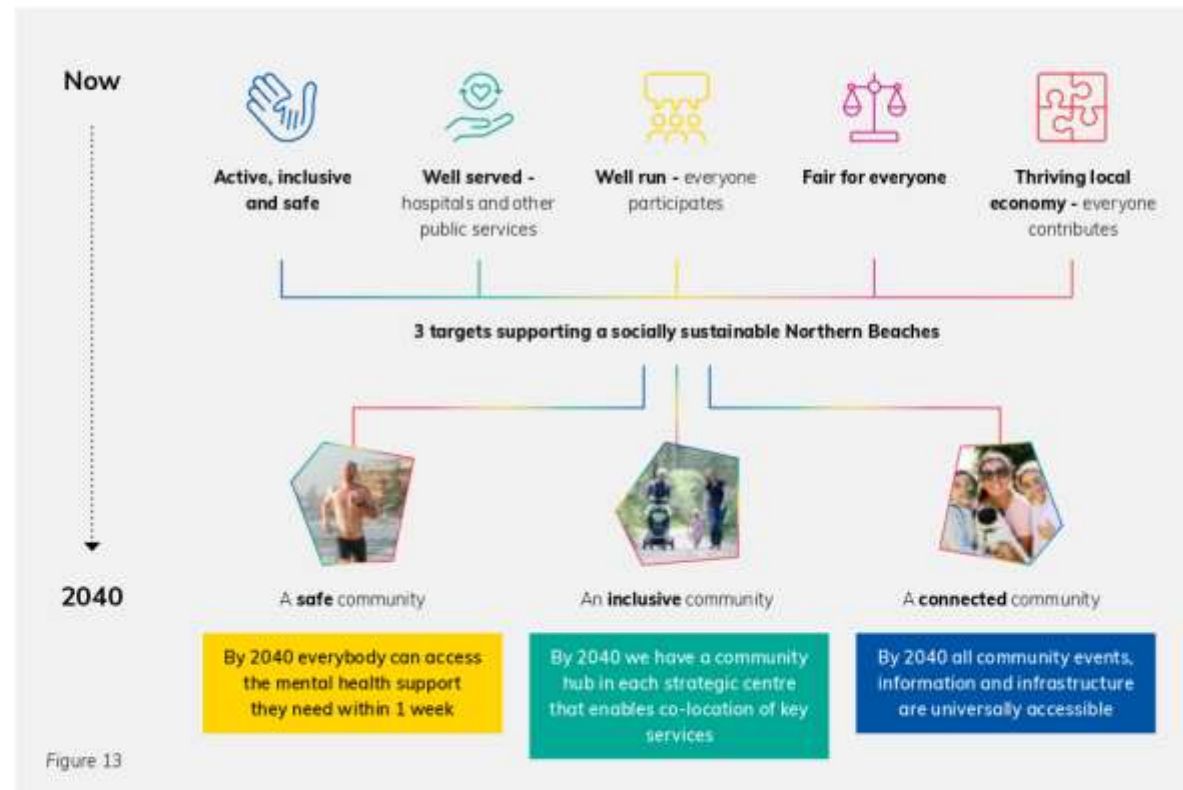 Now
Active, inclusive
and safe
Well served -
hospitals and other
public services
Well run - everyone
participates
Fair for everyone
Thriving local
economy - everyone
contributes
3 targets supporting a socially sustainable Northern Beaches
2040
A safe community
An inclusive community
A connected community
By 2040 everybody can access
the mental health support
they need within 1 week
By 2040 we have a community
hub in each strategic centre
that enables co-location of key
services
By 2040 all community events,
information and infrastructure
are universally accessible
Figure 13